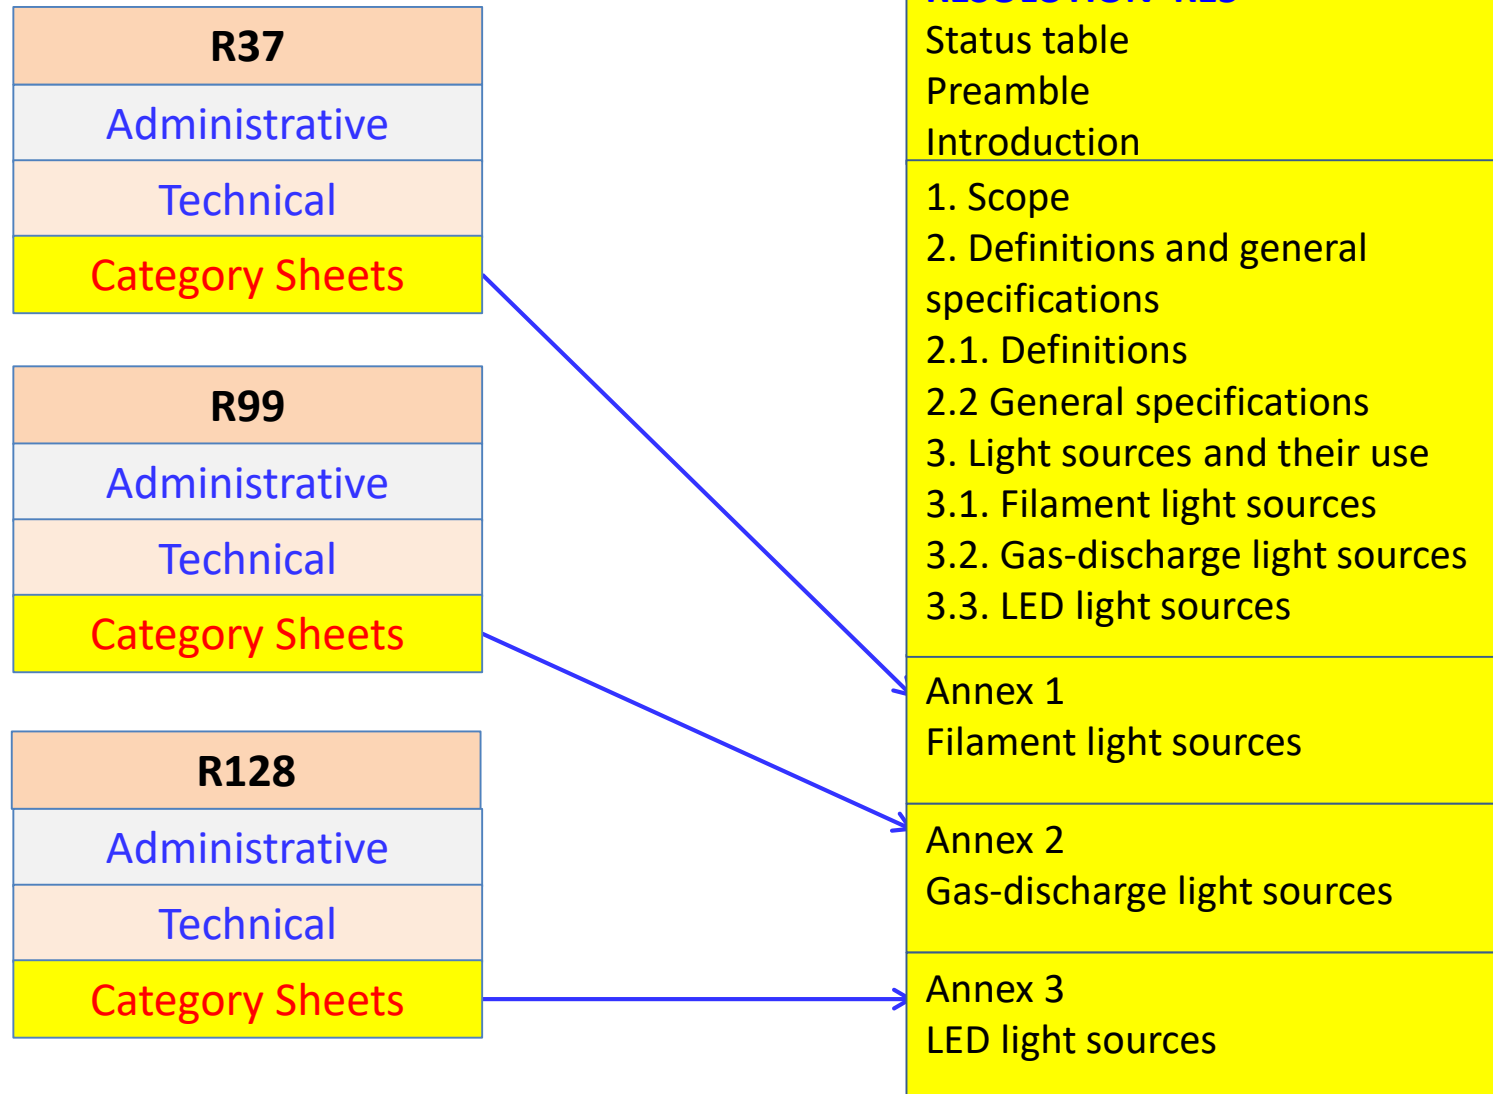 R37
Administrative
Technical
Category Sheets
R99
Administrative
Technical
Category Sheets
R128
Administrative
Technical
Category Sheets
Status table
Preamble
Introduction
1. Scope
2. Definitions and general
specifications
2.1. Definitions
2.2 General specifications
3. Light sources and their use
3.1. Filament light sources
3.2. Gas-discharge light sources
3.3. LED light sources
Annex 1
Filament light sources
Annex 2
Gas-discharge light sources
Annex 3
LED light sources